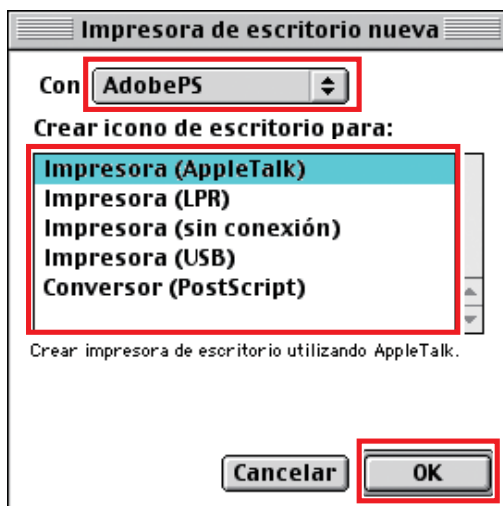 Impresora de escritorio nueva
Con AdobePS
Crear icono de escritorio para:
Impresora (AppleTalk)
Impresora (LPR)
Impresora (sin conexión)
Impresora (USB)
Conversor (PostScript)
Crear impresora de escritorio utilizando AppleTalk.
Cancelar OK